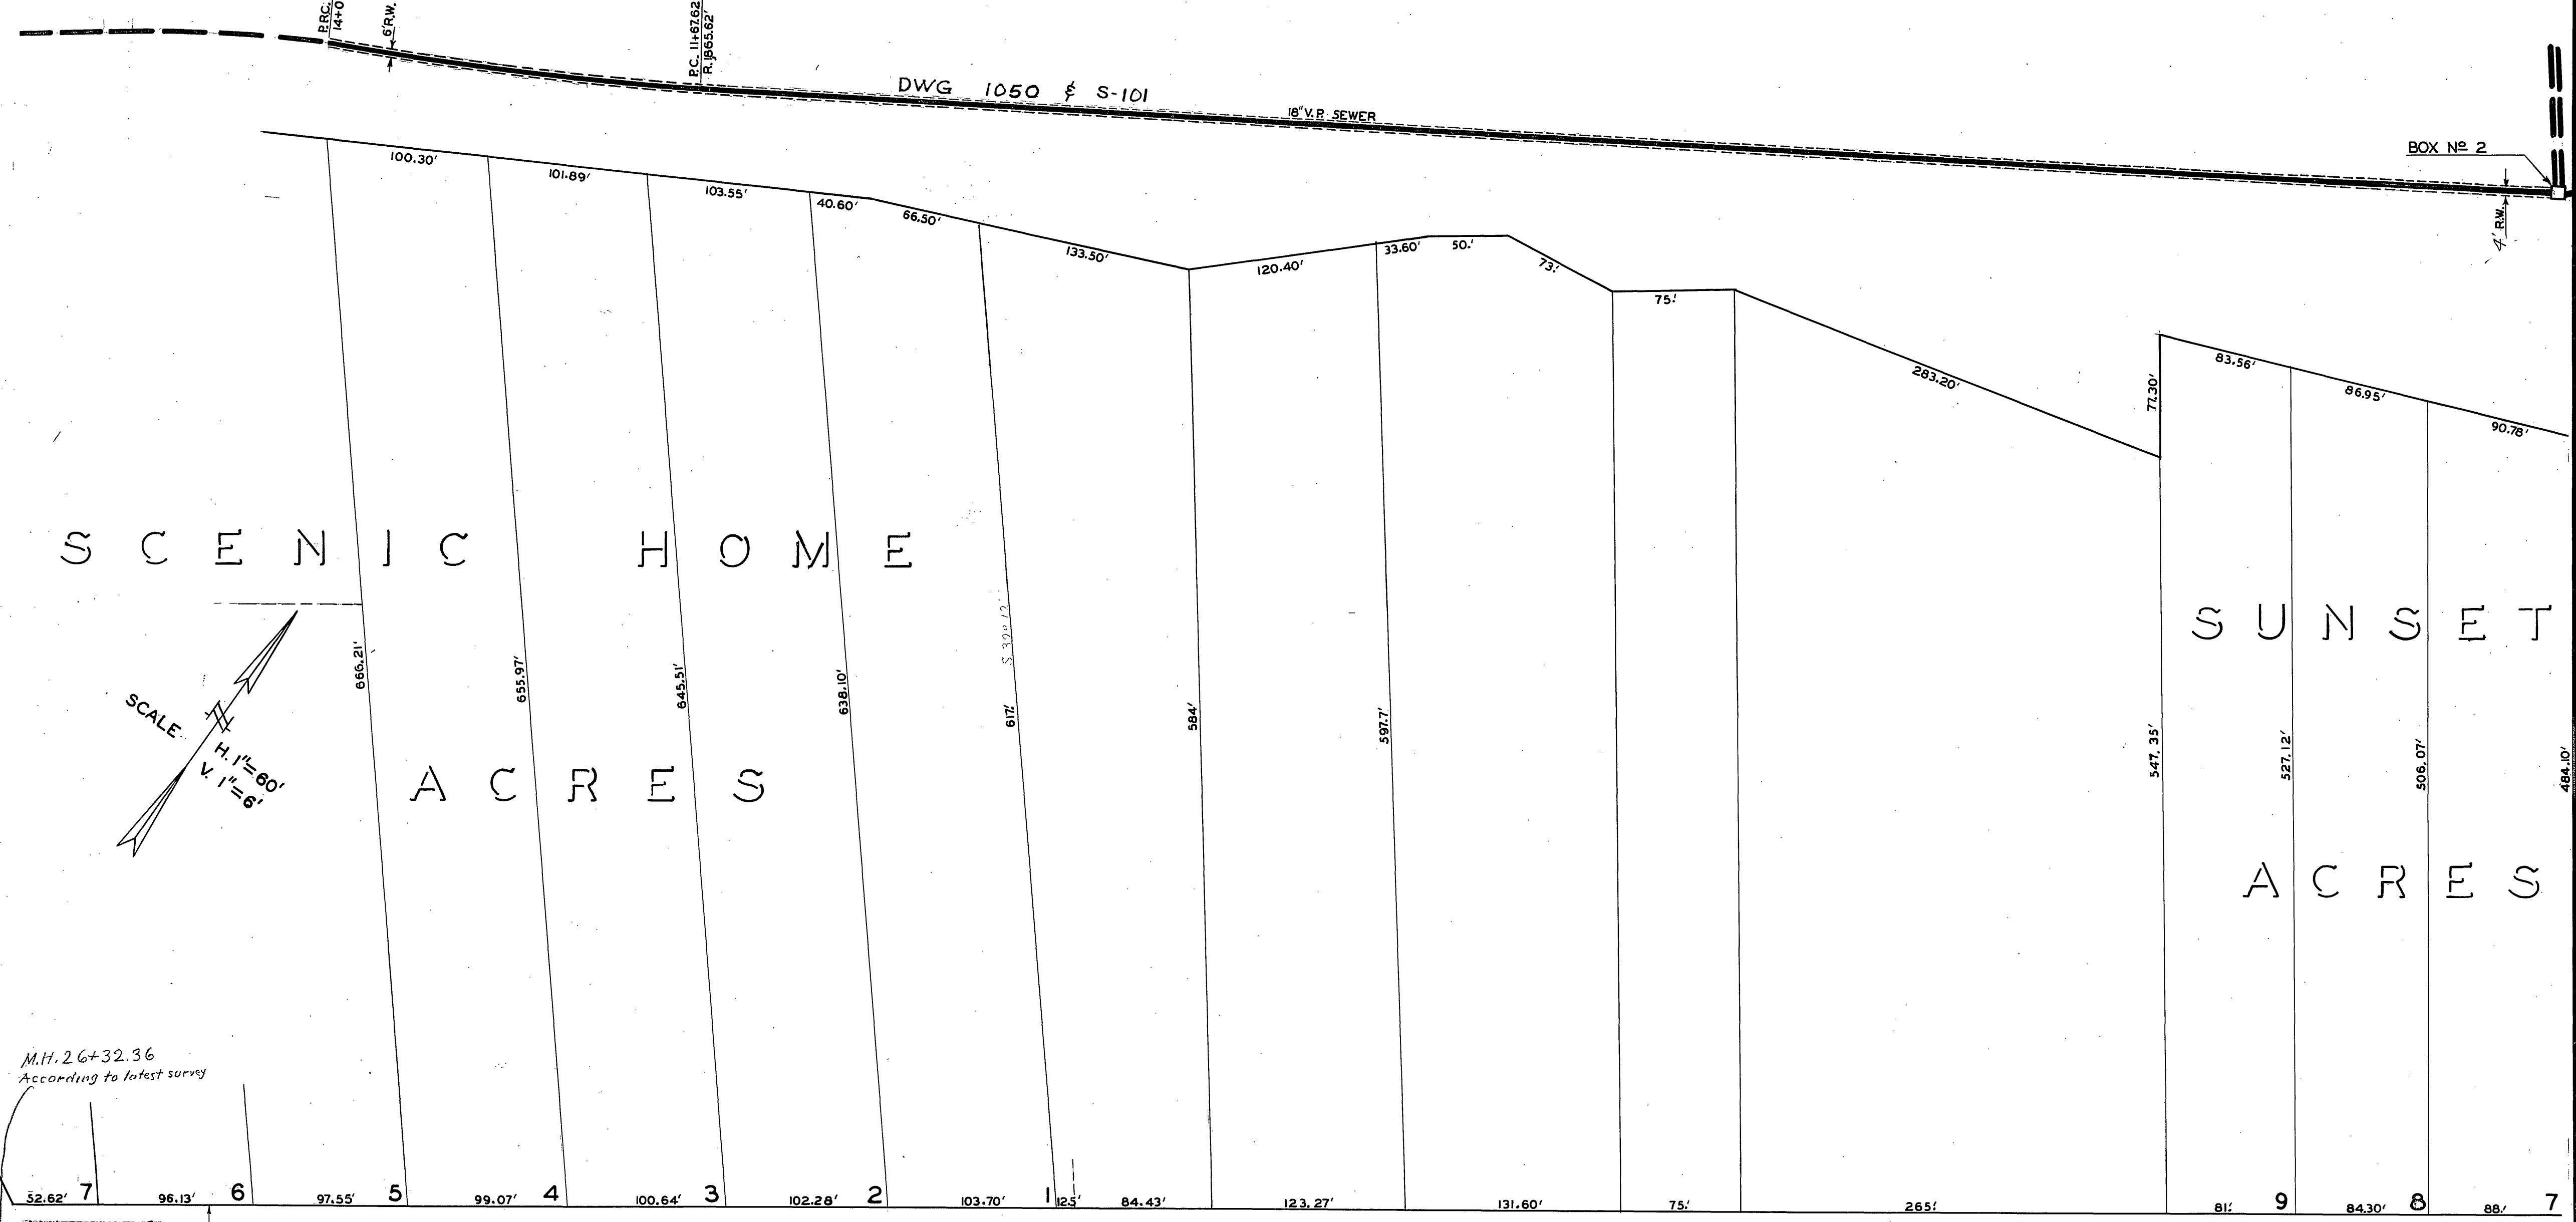 P.RC.
14+0
6' R.W.
P.C. 11+67.62
R. 1865.62'
DWG 1050 & S-101
18" V.P. SEWER
BOX Nº 2
4' R.W.
100.30'
101.89'
103.55'
40.60'
66.50'
133.50'
120.40'
33.60'
50.'
73.'
75.'
283.20'
77.30'
83.56'
86.95'
90.78'
SCENIC HOME
ACRES
SUNSET
ACRES
666.21'
655.97'
645.51'
638.10'
617.'
584'
597.7'
547.35'
527.12'
506.07'
484.10'
SCALE
H. 1"=60'
V. 1"=6'
M.H. 26+32.36
According to latest survey
52.62' 7 96.13' 6 97.55' 5 99.07' 4 100.64' 3 102.28' 2 103.70' 1 12.5' 84.43' 123.27' 131.60' 75.' 265.' 81.' 9 84.30' 8 88.' 7